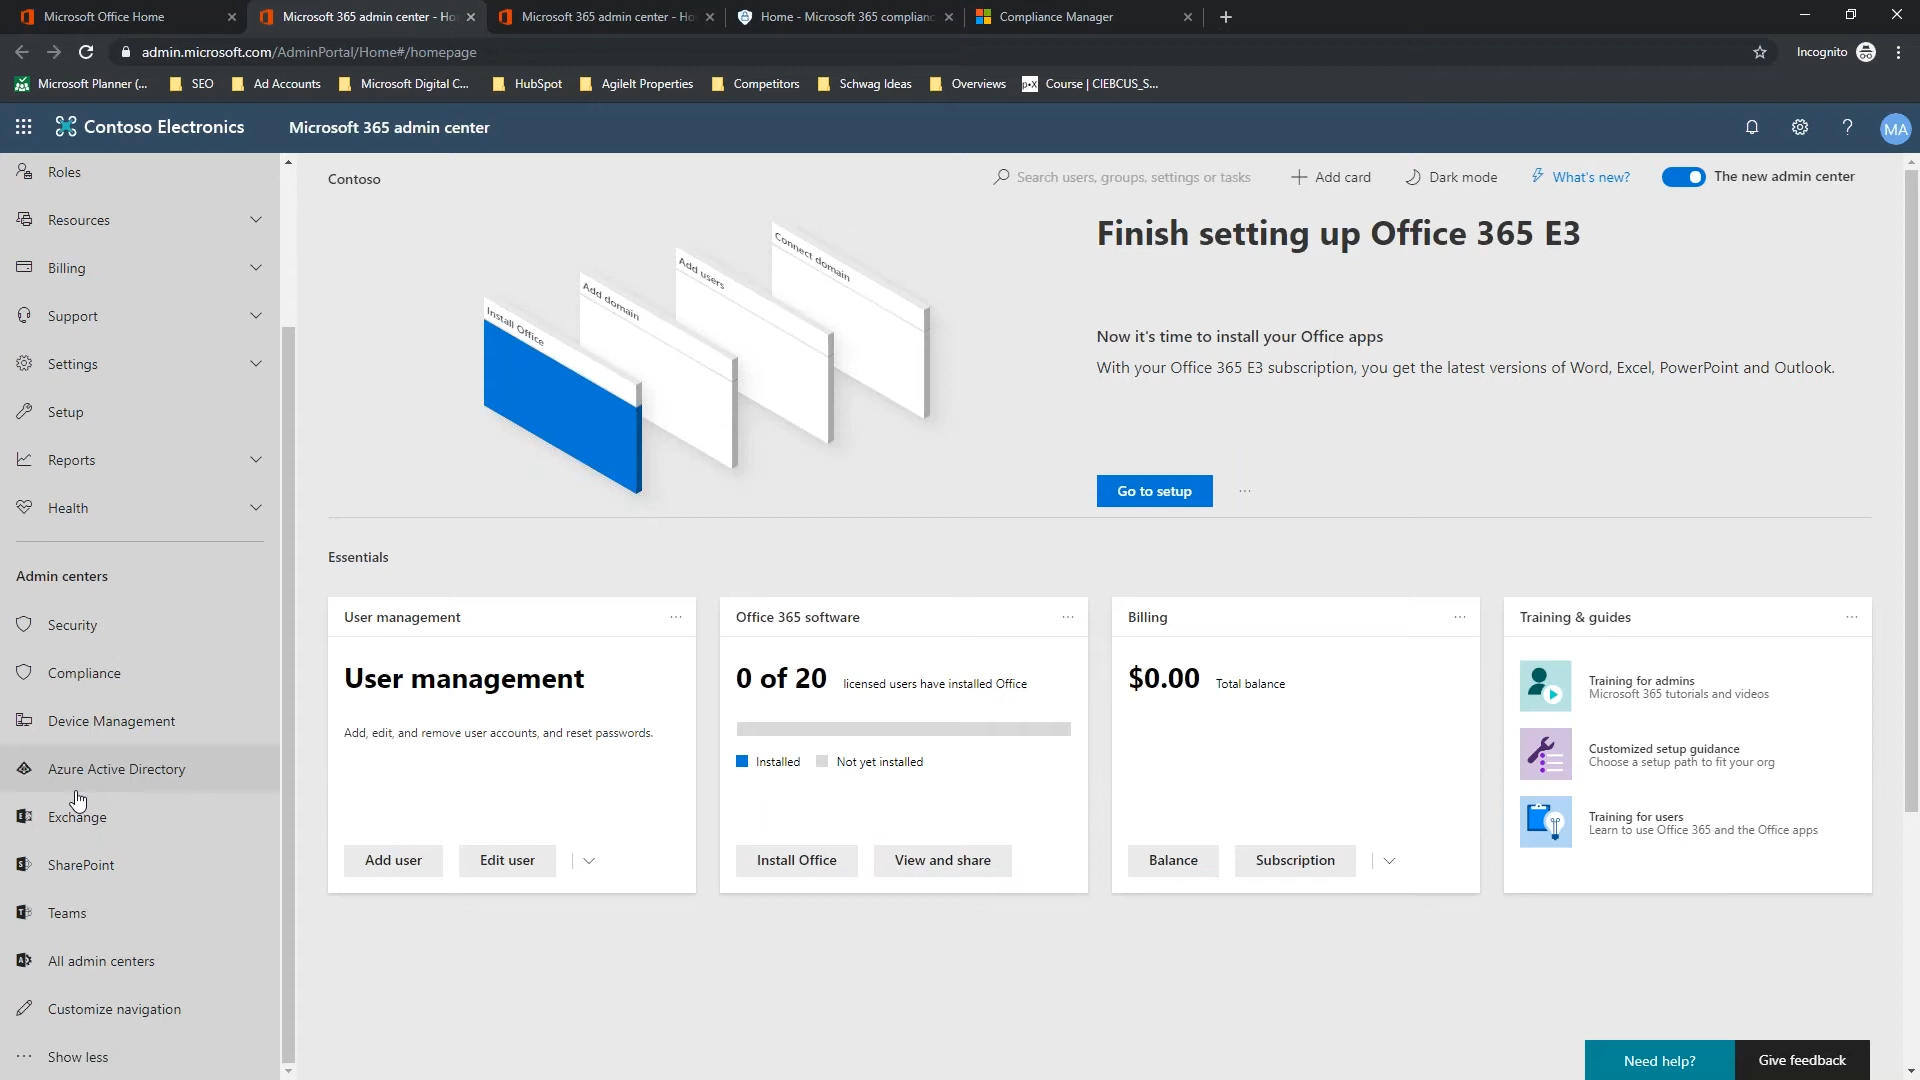 Microsoft Office Home
Microsoft 365 admin center - Ho
Microsoft 365 admin center - Ho
Home - Microsoft 365 complianc
Compliance Manager
admin.microsoft.com/AdminPortal/Home#/homepage
Incognito
Microsoft Planner (...
SEO
Ad Accounts
Microsoft Digital C...
HubSpot
AgileIt Properties
Competitors
Schwag Ideas
Overviews
Course | CIEBCUS_S...
Contoso Electronics
Microsoft 365 admin center
MA
Roles
Resources
Billing
Support
Settings
Setup
Reports
Health
Admin centers
Security
Compliance
Device Management
Azure Active Directory
Exchange
SharePoint
Teams
All admin centers
Customize navigation
Show less
Contoso
Search users, groups, settings or tasks
Add card
Dark mode
What's new?
The new admin center
Install Office
Add domain
Add users
Connect domain
Finish setting up Office 365 E3
Now it's time to install your Office apps
With your Office 365 E3 subscription, you get the latest versions of Word, Excel, PowerPoint and Outlook.
Go to setup
Essentials
User management
User management
Add, edit, and remove user accounts, and reset passwords.
Add user
Edit user
Office 365 software
0 of 20 licensed users have installed Office
Installed
Not yet installed
Install Office
View and share
Billing
$0.00 Total balance
Balance
Subscription
Training & guides
Training for admins
Microsoft 365 tutorials and videos
Customized setup guidance
Choose a setup path to fit your org
Training for users
Learn to use Office 365 and the Office apps
Need help?
Give feedback